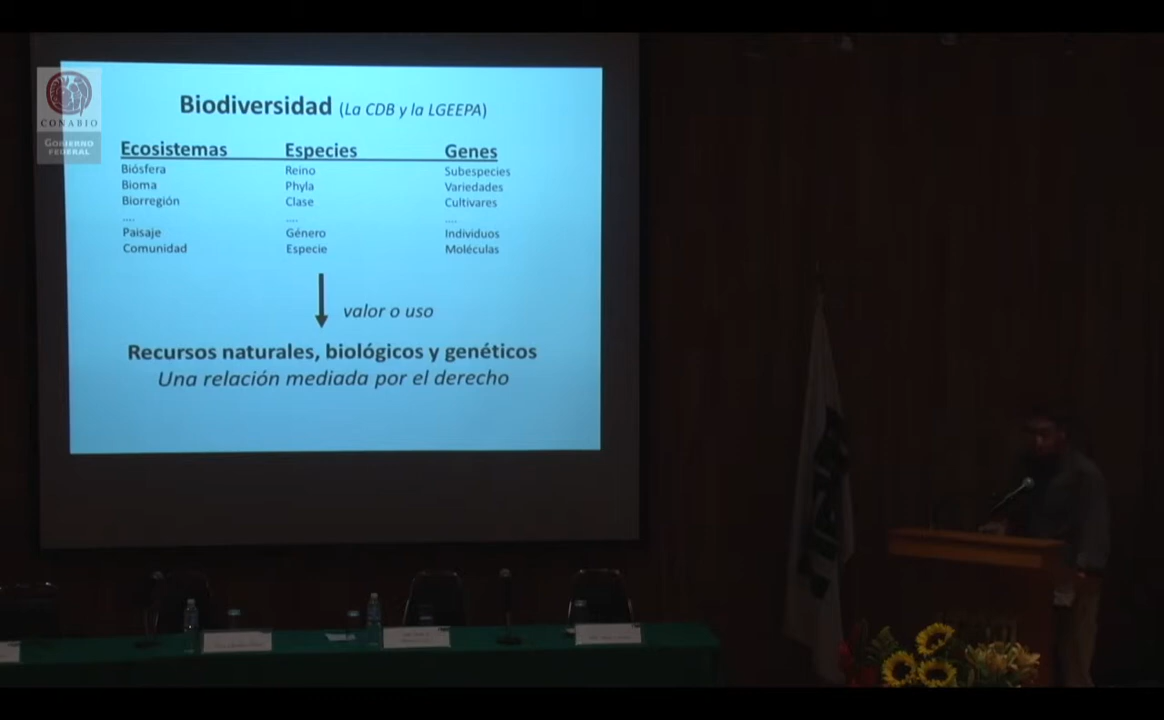 CONABIO
GOBIERNO
FEDERAL
Biodiversidad (La CDB y la LGEEPA)
Ecosistemas Especies Genes
Biósfera Reino Subespecies
Bioma Phyla Variedades
Biorregión Clase Cultivares
.... .... ....
Paisaje Género Individuos
Comunidad Especie Moléculas
valor o uso
Recursos naturales, biológicos y genéticos
Una relación mediada por el derecho